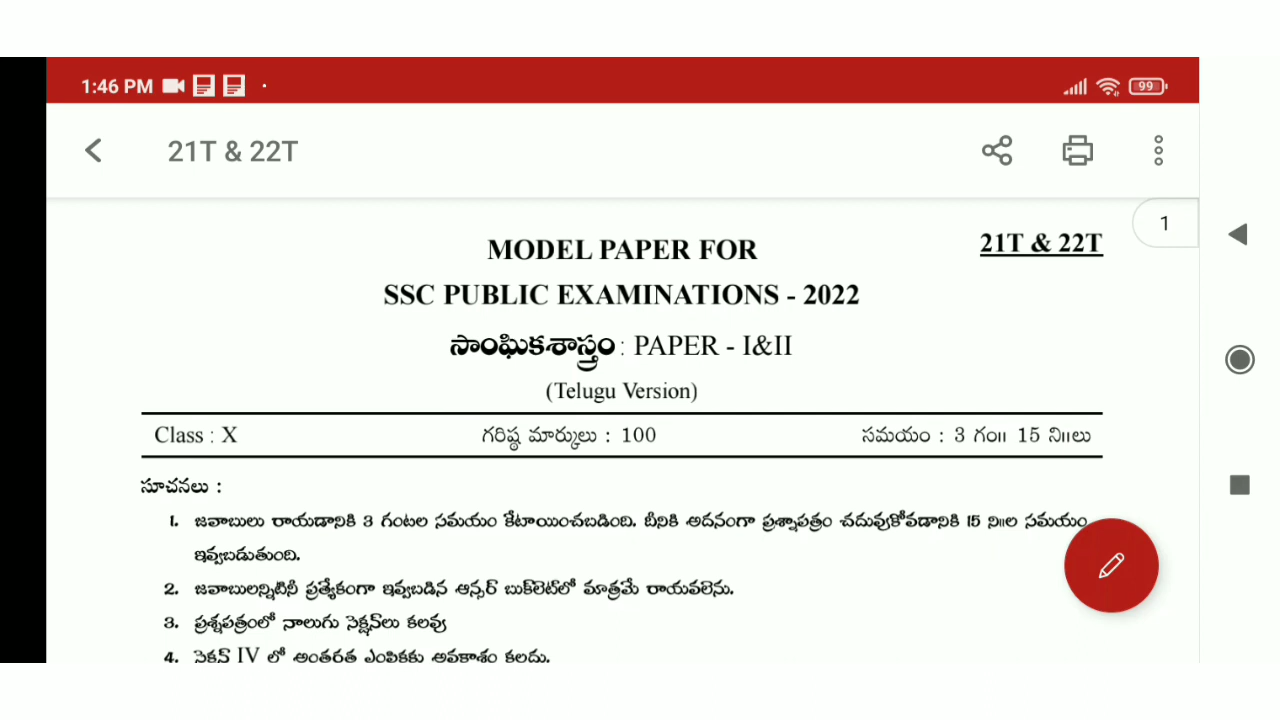 1:46 PM
99
21T & 22T
1
21T & 22T
MODEL PAPER FOR
SSC PUBLIC EXAMINATIONS - 2022
సాంఘికశాస్త్రం : PAPER - I&II
(Telugu Version)
Class : X గరిష్ఠ మార్కులు : 100 సమయం : 3 గం॥ 15 ని॥లు
సూచనలు :
1. జవాబులు రాయడానికి 3 గంటల సమయం కేటాయించబడింది. దీనికి అదనంగా ప్రశ్నాపత్రం చదువుకోవడానికి 15 ని॥ల సమయం
ఇవ్వబడుతుంది.
2. జవాబులన్నిటినీ ప్రత్యేకంగా ఇవ్వబడిన ఆన్సర్ బుక్‌లెట్‌లో మాత్రమే రాయవలెను.
3. ప్రశ్నపత్రంలో నాలుగు సెక్షన్‌లు కలవు
4. సెక్షన్ IV లో అంతర్గత ఎంపికకు అవకాశం కలదు.